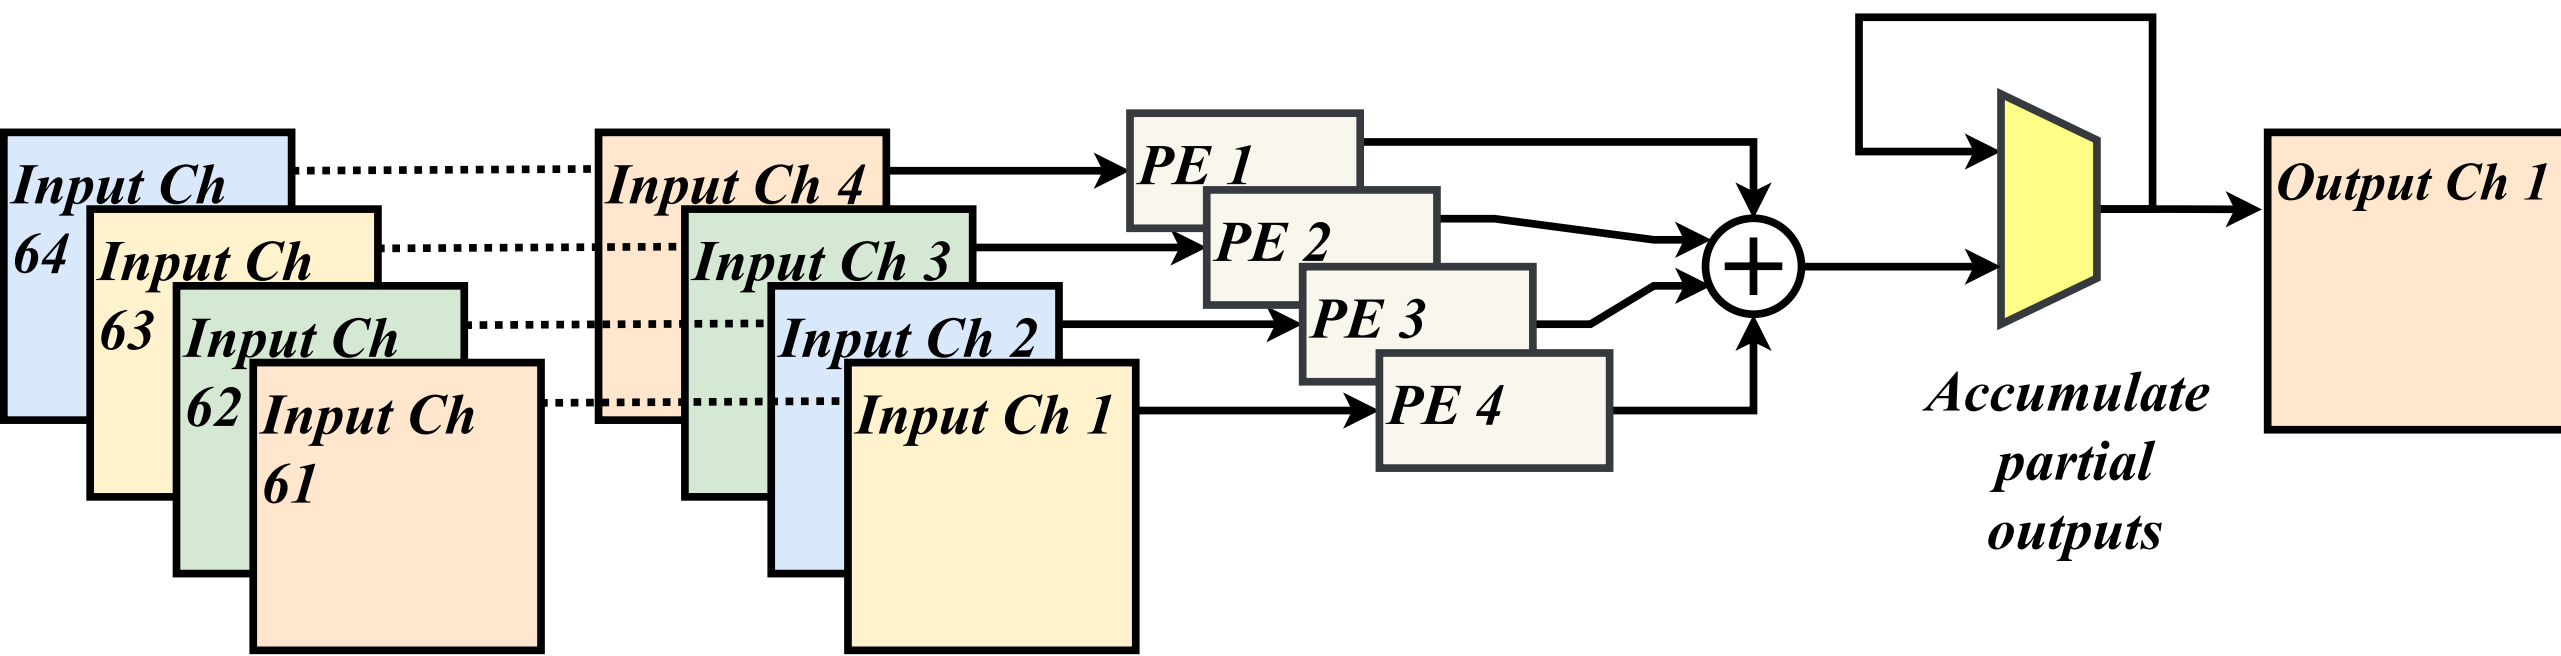 Input Ch
64
Input Ch
63
Input Ch
62
Input Ch
61
Input Ch 4
Input Ch 3
Input Ch 2
Input Ch 1
PE 1
PE 2
PE 3
PE 4
+
Accumulate
partial
outputs
Output Ch 1